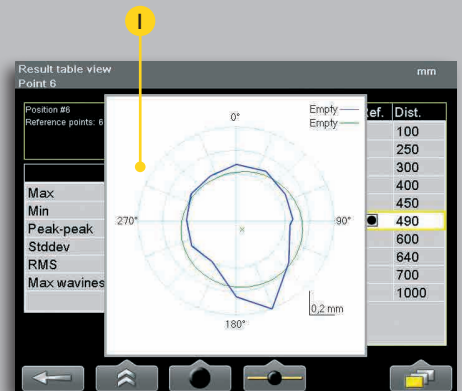 I
Result table view
Point 6
mm
Position #6
Reference points: 6
Max
Min
Peak-peak
Stddev
RMS
Max wavines
Empty
Empty
0°
90°
180°
270°
0,2 mm
ef. Dist.
100
250
300
400
450
490
600
640
700
1000